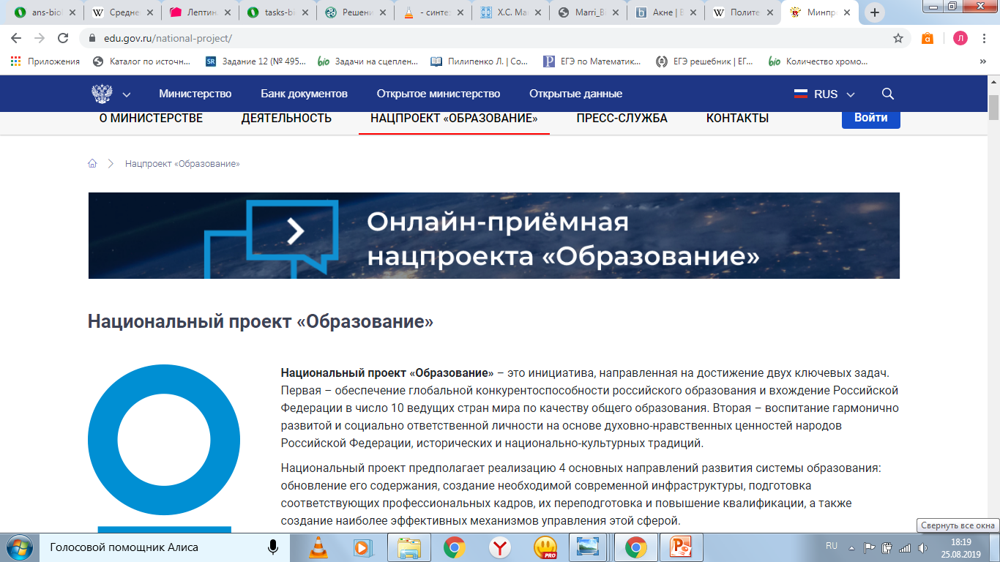 ans-biol
Средне
Лептин
tasks-bi
Решени
- синтез
Х.С. Ма
Marri_B
Акне | В
Полите
Минпр
edu.gov.ru/national-project/
Л
Приложения
Каталог по источн...
Задание 12 (№ 495...
Задачи на сцеплен...
Пилипенко Л. | Со...
ЕГЭ по Математик...
ЕГЭ решебник | ЕГ...
Количество хромо...
»
Министерство
Банк документов
Открытое министерство
Открытые данные
RUS
О МИНИСТЕРСТВЕ
ДЕЯТЕЛЬНОСТЬ
НАЦПРОЕКТ «ОБРАЗОВАНИЕ»
ПРЕСС-СЛУЖБА
КОНТАКТЫ
Войти
Нацпроект «Образование»
Онлайн-приёмная
нацпроекта «Образование»
Национальный проект «Образование»
Национальный проект «Образование» – это инициатива, направленная на достижение двух ключевых задач.
Первая – обеспечение глобальной конкурентоспособности российского образования и вхождение Российской
Федерации в число 10 ведущих стран мира по качеству общего образования. Вторая – воспитание гармонично
развитой и социально ответственной личности на основе духовно-нравственных ценностей народов
Российской Федерации, исторических и национально-культурных традиций.
Национальный проект предполагает реализацию 4 основных направлений развития системы образования:
обновление его содержания, создание необходимой современной инфраструктуры, подготовка
соответствующих профессиональных кадров, их переподготовка и повышение квалификации, а также
создание наиболее эффективных механизмов управления этой сферой.
Свернуть все окна
Голосовой помощник Алиса
PRO
RU
18:19
25.08.2019